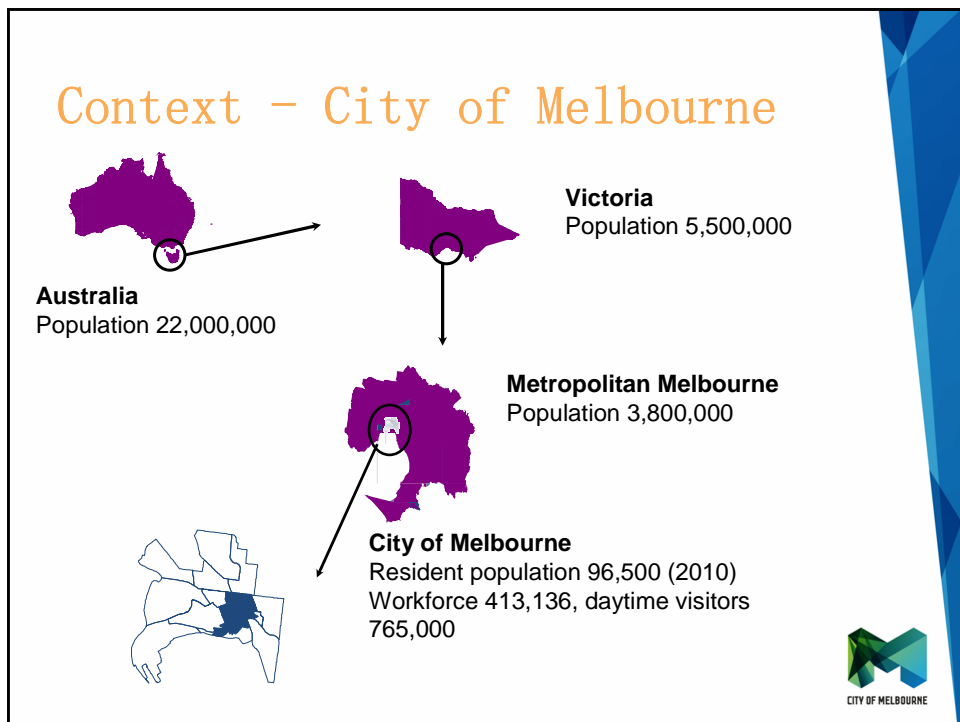 Context - City of Melbourne
Victoria
Population 5,500,000
Australia
Population 22,000,000
Metropolitan Melbourne
Population 3,800,000
City of Melbourne
Resident population 96,500 (2010)
Workforce 413,136, daytime visitors
765,000
CITY OF MELBOURNE